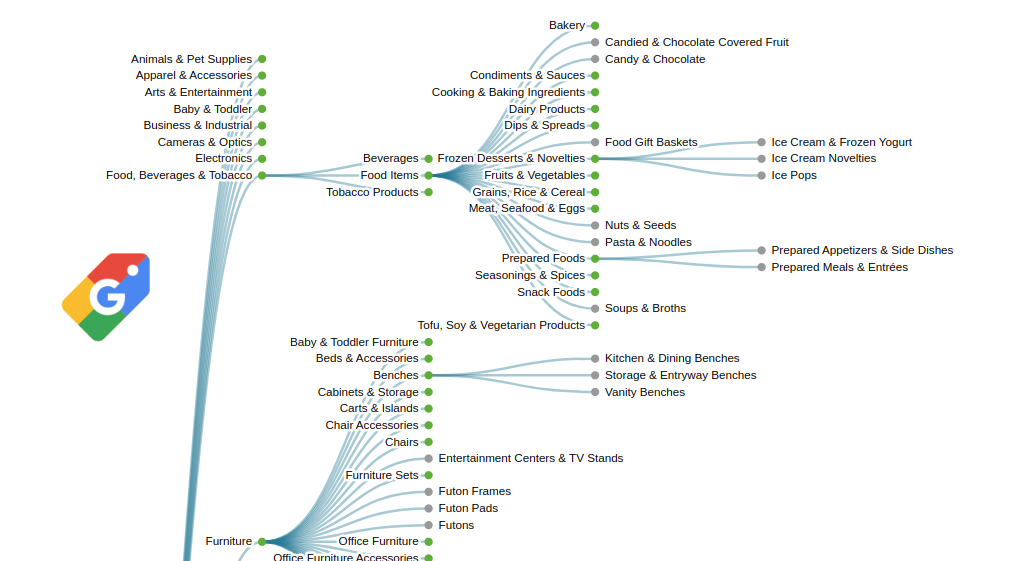 Bakery
Candied & Chocolate Covered Fruit
Animals & Pet Supplies
Candy & Chocolate
Apparel & Accessories
Condiments & Sauces
Arts & Entertainment
Cooking & Baking Ingredients
Baby & Toddler
Dairy Products
Business & Industrial
Dips & Spreads
Cameras & Optics
Food Gift Baskets
Ice Cream & Frozen Yogurt
Electronics
Beverages
Frozen Desserts & Novelties
Ice Cream Novelties
Food, Beverages & Tobacco
Food Items
Fruits & Vegetables
Ice Pops
Tobacco Products
Grains, Rice & Cereal
Meat, Seafood & Eggs
Nuts & Seeds
Pasta & Noodles
Prepared Appetizers & Side Dishes
Prepared Foods
Prepared Meals & Entrées
Seasonings & Spices
Snack Foods
G
Soups & Broths
Tofu, Soy & Vegetarian Products
Baby & Toddler Furniture
Beds & Accessories
Kitchen & Dining Benches
Benches
Storage & Entryway Benches
Cabinets & Storage
Vanity Benches
Carts & Islands
Chair Accessories
Chairs
Entertainment Centers & TV Stands
Furniture Sets
Futon Frames
Futon Pads
Futons
Furniture
Office Furniture
Office Furniture Accessories